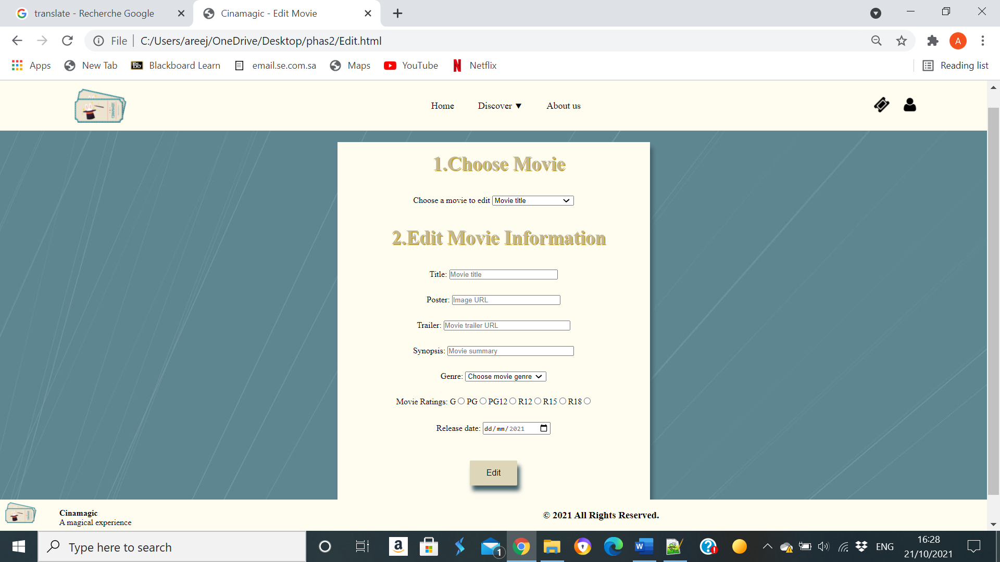 translate - Recherche Google
Cinamagic - Edit Movie
File
C:/Users/areej/OneDrive/Desktop/phas2/Edit.html
A
Apps
New Tab
Bb
Blackboard Learn
email.se.com.sa
Maps
YouTube
Netflix
Reading list
Home
Discover ▼
About us
1.Choose Movie
Choose a movie to edit Movie title
2.Edit Movie Information
Title: Movie title
Poster: Image URL
Trailer: Movie trailer URL
Synopsis: Movie summary
Genre: Choose movie genre
Movie Ratings: G PG PG12 R12 R15 R18
Release date: dd/mm/2021
Edit
Cinamagic
A magical experience
© 2021 All Rights Reserved.
Type here to search
a
1
W
ENG
16:28
21/10/2021